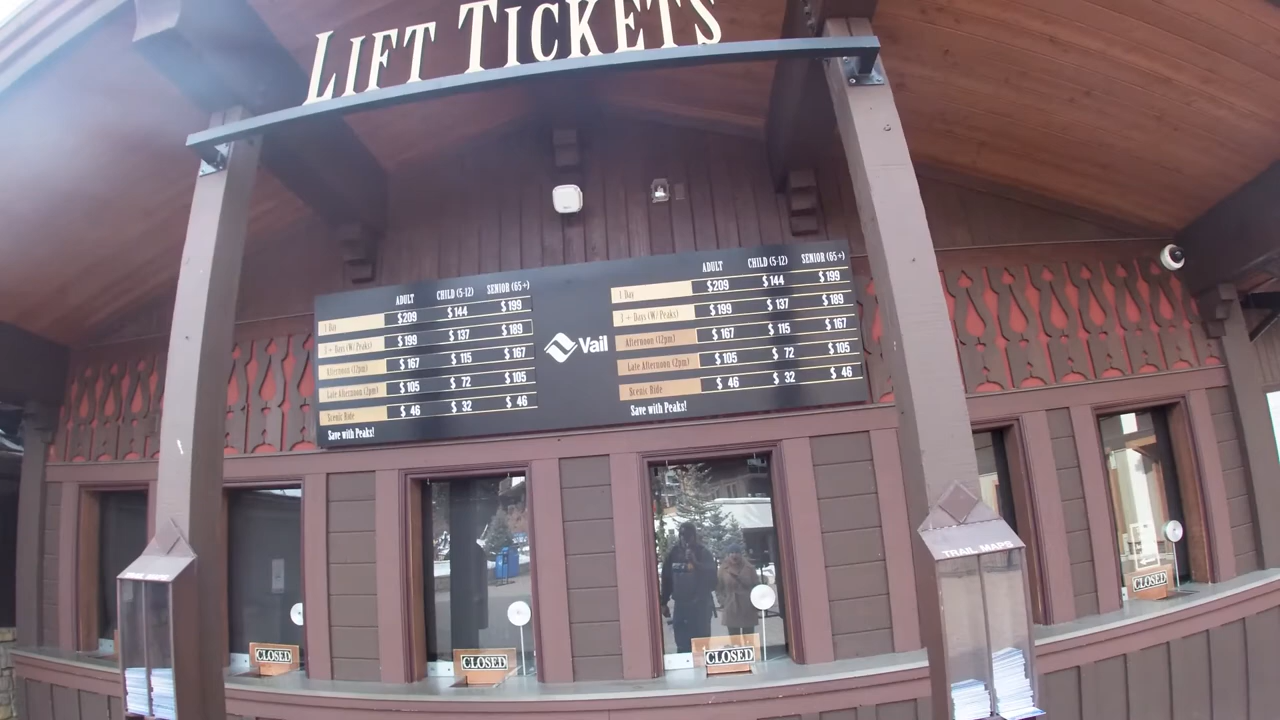 LIFT TICKETS
ADULT CHILD (5-12) SENIOR (65+)
1 Day $209 $144 $199
3 + Days (W/ Peaks) $199 $137 $189
Afternoon (12pm) $167 $115 $167
Late Afternoon (2pm) $105 $72 $105
Scenic Ride $46 $32 $46
Save with Peaks!
Vail
ADULT CHILD (5-12) SENIOR (65+)
1 Day $209 $144 $199
3 + Days (W/ Peaks) $199 $137 $189
Afternoon (12pm) $167 $115 $167
Late Afternoon (2pm) $105 $72 $105
Scenic Ride $46 $32 $46
Save with Peaks!
TRAIL MAPS
CLOSED
CLOSED
CLOSED
CLOSED